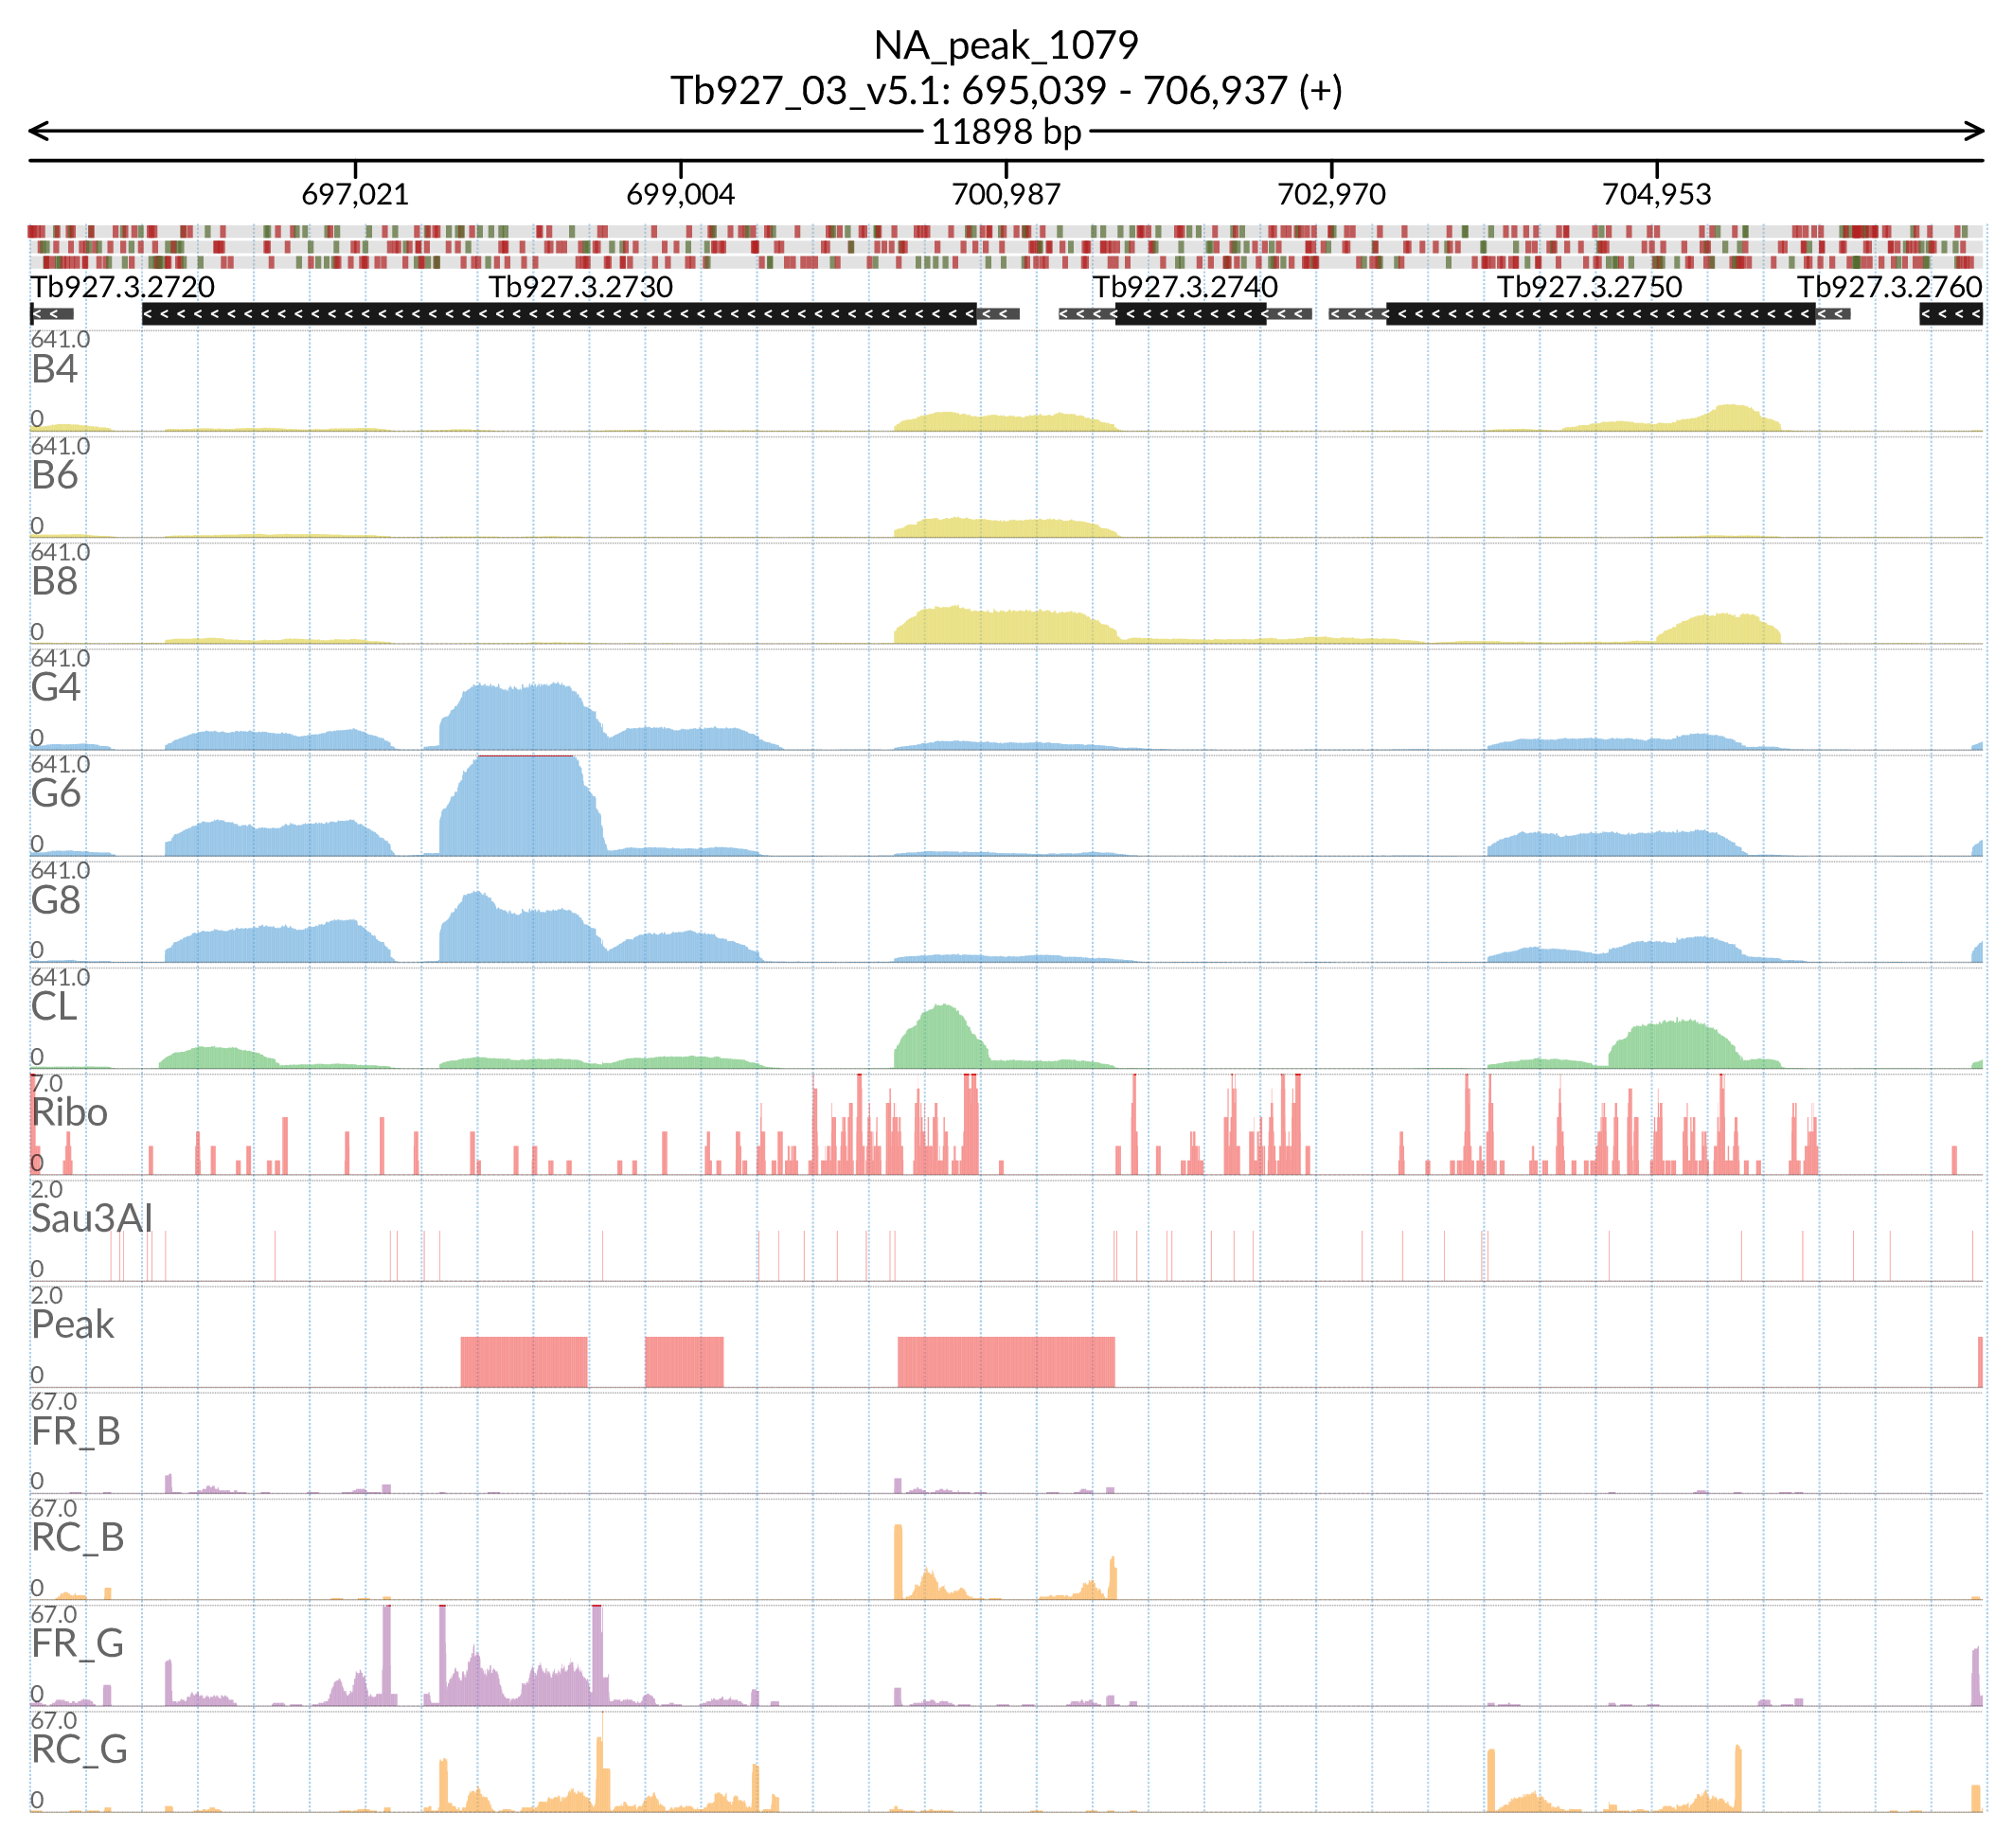 NA_peak_1079
Tb927_03_v5.1: 695,039 - 706,937 (+)
11898 bp
697,021 699,004 700,987 702,970 704,953
Tb927.3.2720 Tb927.3.2730 Tb927.3.2740 Tb927.3.2750 Tb927.3.2760
641.0
B4
0
641.0
B6
0
641.0
B8
0
641.0
G4
0
641.0
G6
0
641.0
G8
0
641.0
CL
0
7.0
Ribo
0
2.0
Sau3AI
0
2.0
Peak
0
67.0
FR_B
0
67.0
RC_B
0
67.0
FR_G
0
67.0
RC_G
0